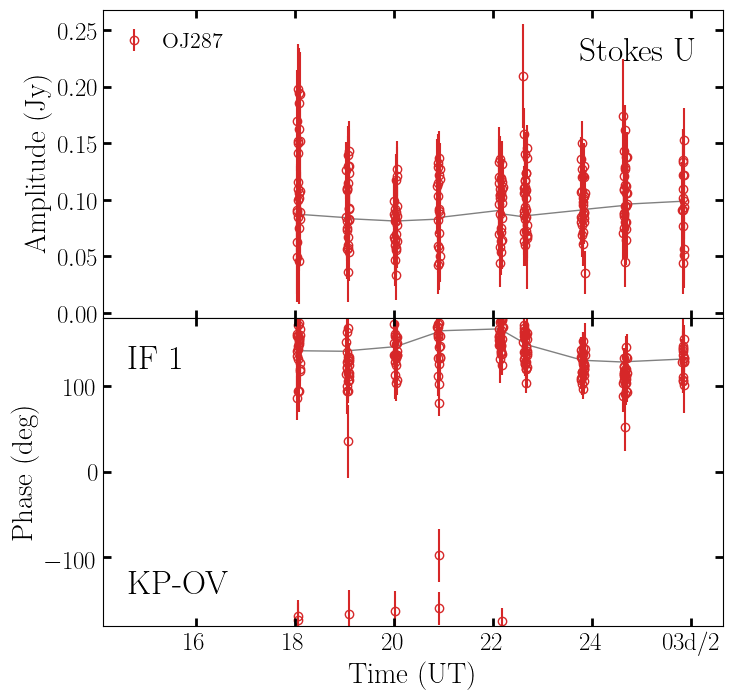 0.25
0.20
0.15
0.10
0.05
0.00
Amplitude (Jy)
OJ287
Stokes U
100
0
−100
Phase (deg)
IF 1
KP-OV
16 18 20 22 24 03d/2
Time (UT)